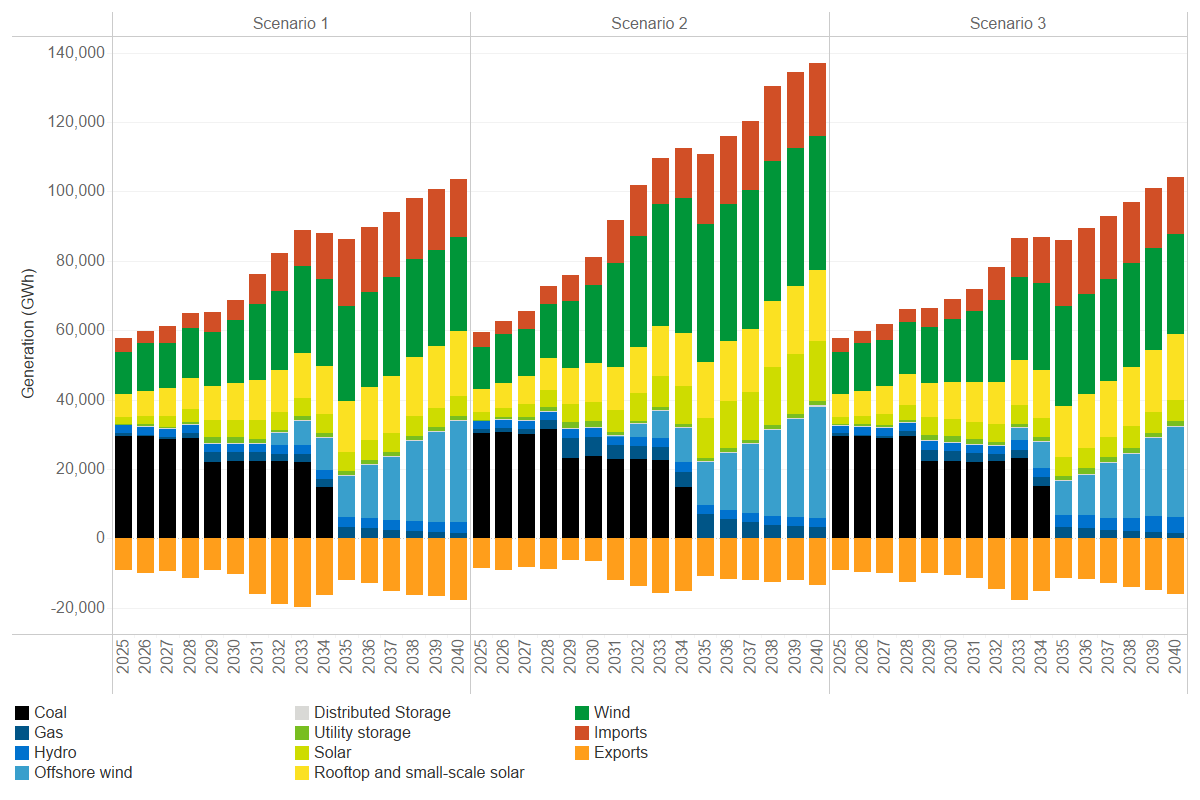 Scenario 1 Scenario 2 Scenario 3
140,000
120,000
100,000
80,000
60,000
40,000
20,000
0
-20,000
Generation (GWh)
2025 2026 2027 2028 2029 2030 2031 2032 2033 2034 2035 2036 2037 2038 2039 2040 2025 2026 2027 2028 2029 2030 2031 2032 2033 2034 2035 2036 2037 2038 2039 2040 2025 2026 2027 2028 2029 2030 2031 2032 2033 2034 2035 2036 2037 2038 2039 2040
Coal
Gas
Hydro
Offshore wind
Distributed Storage
Utility storage
Solar
Rooftop and small-scale solar
Wind
Imports
Exports